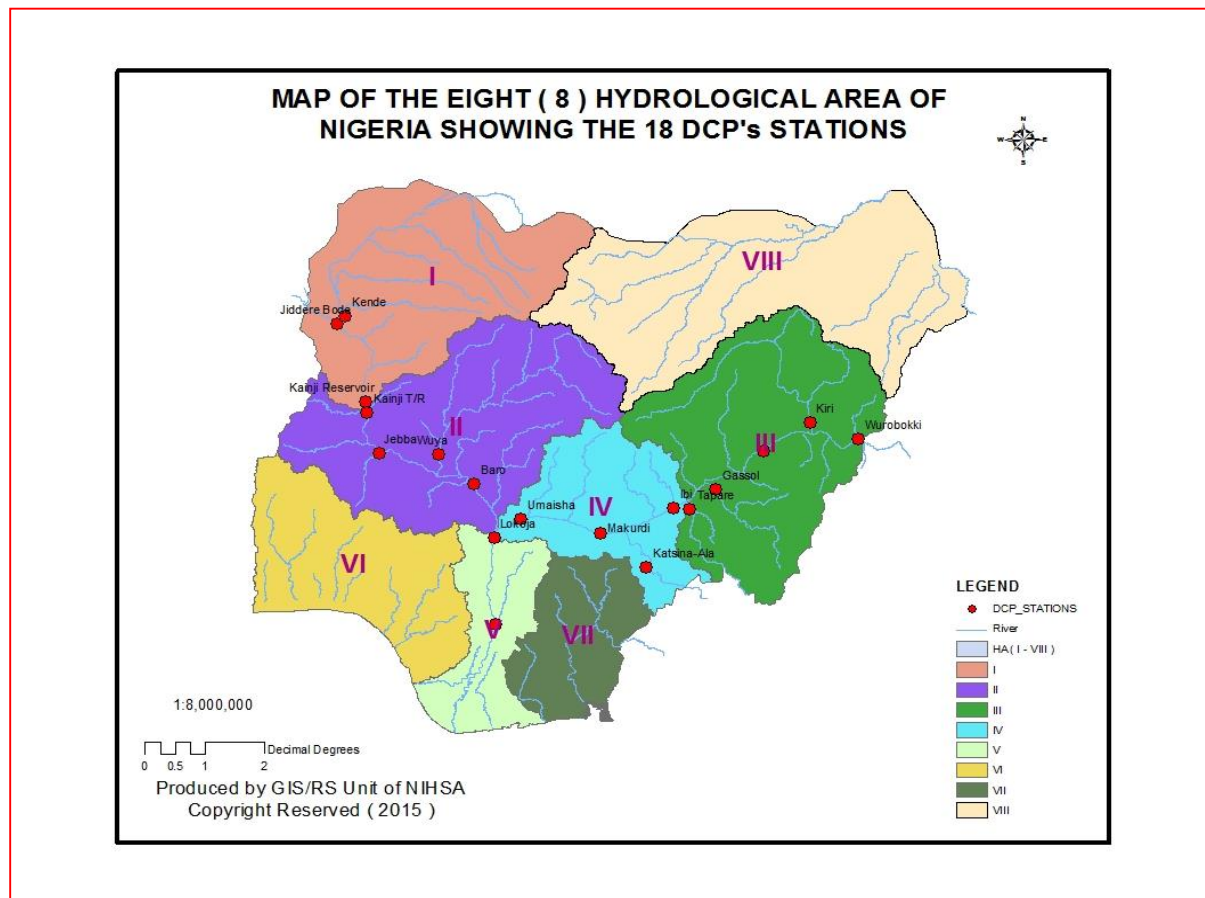 MAP OF THE EIGHT ( 8 ) HYDROLOGICAL AREA OF
NIGERIA SHOWING THE 18 DCP's STATIONS
N
W E
S
VIII
I
Kende
Jiddere Bode
Kainji Reservoir
Kainji T/R
Kiri
II
Wurobokki
III
Jebba
Wuya
Baro
Gassol
Ibi
Tapare
IV
Umaisha
Lokoja
Makurdi
VI
Katsina-Ala
V
VII
LEGEND
DCP_STATIONS
River
HA ( I - VIII )
I
II
III
IV
V
VI
VII
VIII
1:8,000,000
Decimal Degrees
0 0.5 1 2
Produced by GIS/RS Unit of NIHSA
Copyright Reserved ( 2015 )